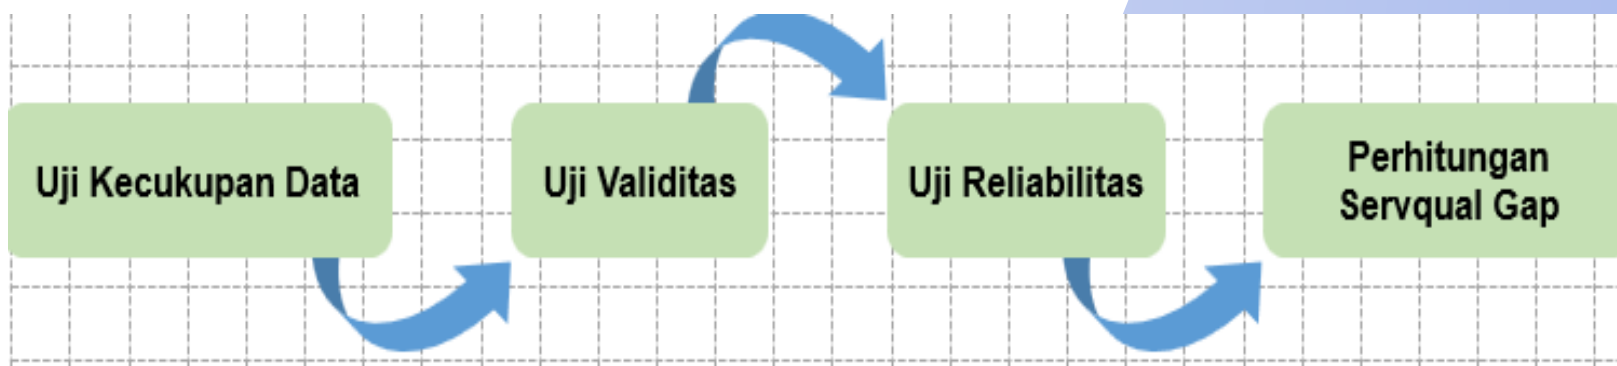 Uji Kecukupan Data
Uji Validitas
Uji Reliabilitas
Perhitungan
Servqual Gap